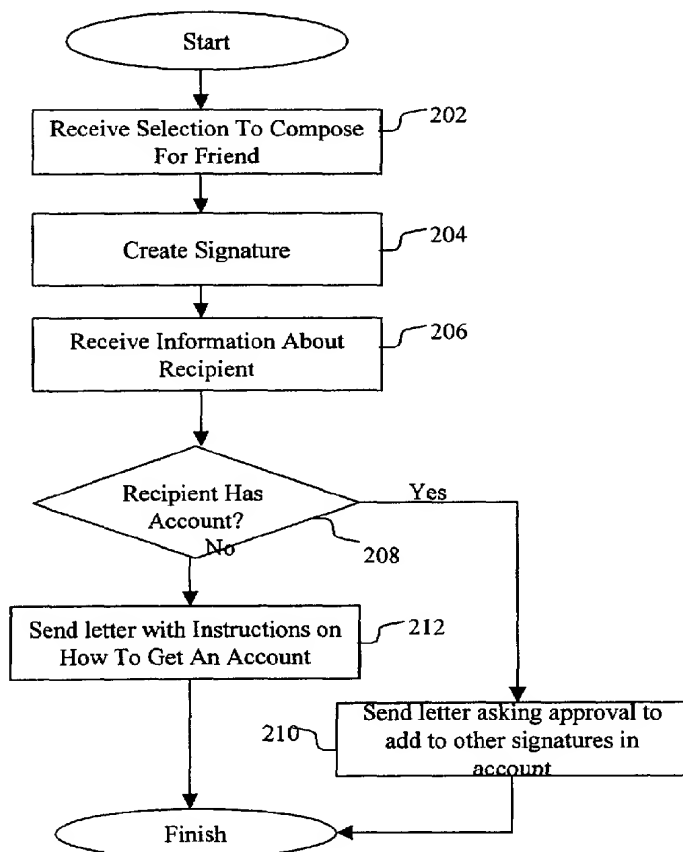 Start
Receive Selection To Compose
For Friend
202
Create Signature
204
Receive Information About
Recipient
206
Recipient Has
Account?
Yes
No
208
Send letter with Instructions on
How To Get An Account
212
Send letter asking approval to
add to other signatures in
account
210
Finish